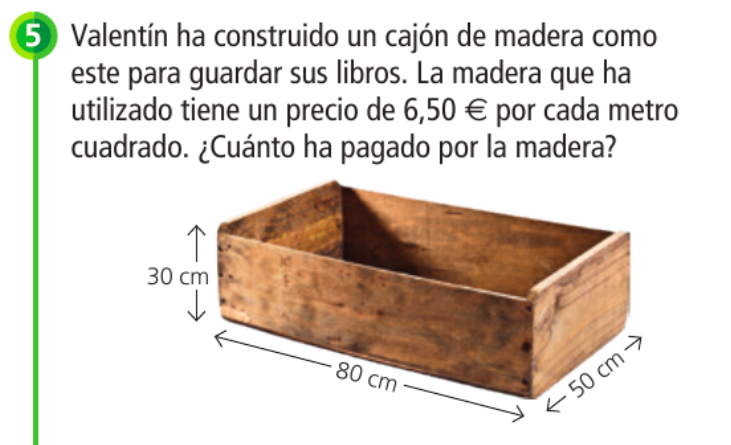 5 Valentín ha construido un cajón de madera como
este para guardar sus libros. La madera que ha
utilizado tiene un precio de 6,50 € por cada metro
cuadrado. ¿Cuánto ha pagado por la madera?
30 cm
80 cm
50 cm